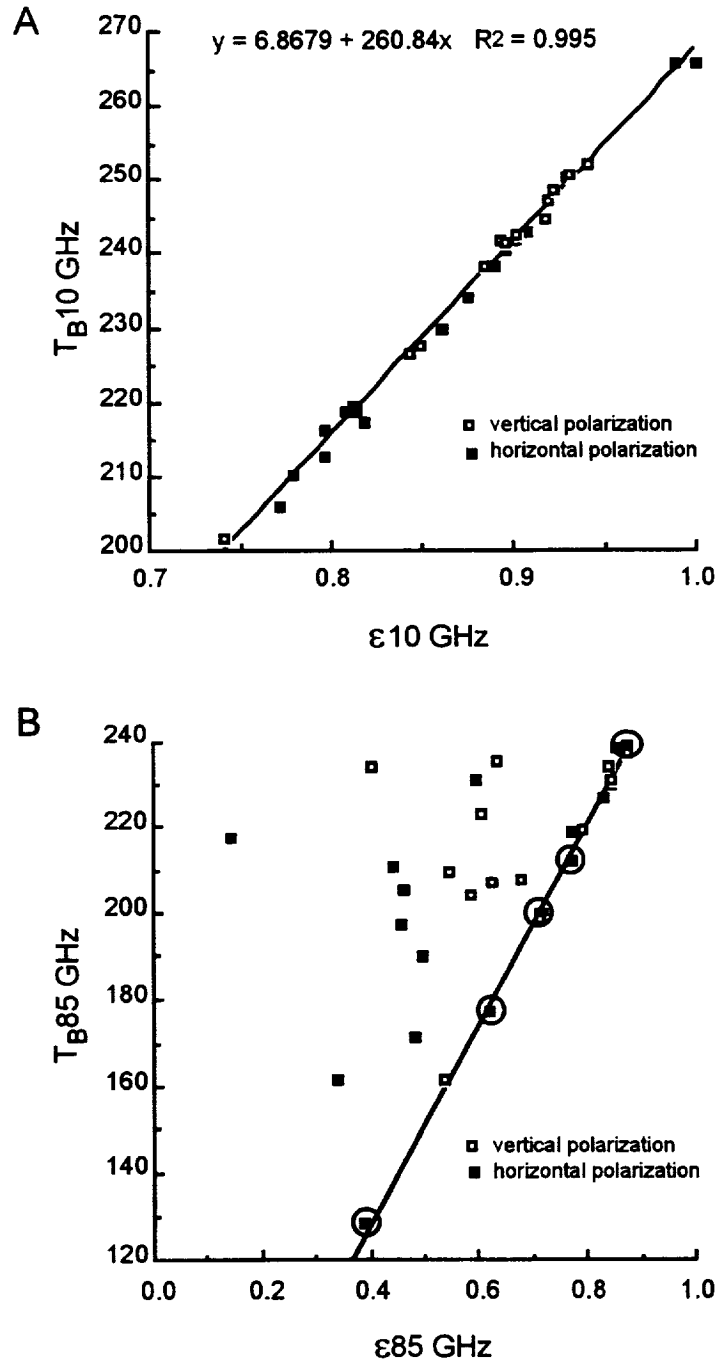 A
y = 6.8679 + 260.84x R2 = 0.995
270
260
250
240
230
220
210
200
TB10 GHz
vertical polarization
horizontal polarization
0.7 0.8 0.9 1.0
ε10 GHz
B
240
220
200
180
160
140
120
TB85 GHz
vertical polarization
horizontal polarization
0.0 0.2 0.4 0.6 0.8 1.0
ε85 GHz